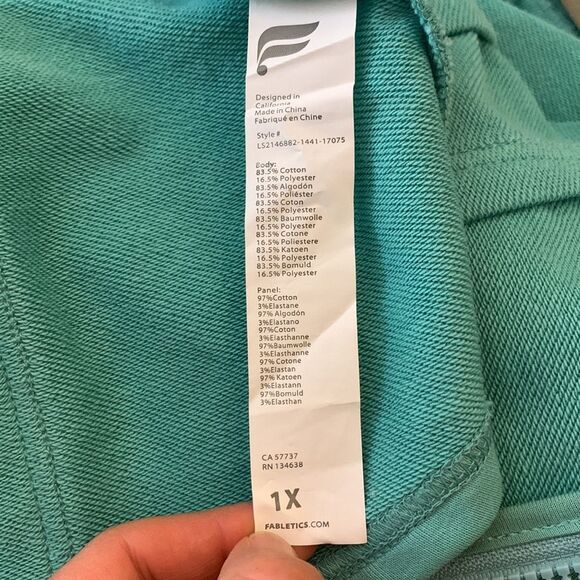 Designed in
California
Made in China
Fabriqué en Chine
Style #
LS2146882-1441-17075
Body:
83.5% Cotton
16.5% Polyester
83.5% Algodón
16.5% Poliéster
83.5% Coton
16.5% Polyester
83.5% Baumwolle
16.5% Polyester
83.5% Cotone
16.5% Poliestere
83.5% Katoen
16.5% Polyester
83.5% Bomuld
16.5% Polyester
Panel:
97%Cotton
3%Elastane
97% Algodón
3%Elastano
97%Coton
3%Elasthanne
97%Baumwolle
3%Elasthanne
97% Cotone
3%Elastan
97% Katoen
3%Elastann
97%Bomuld
3%Elasthan
CA 57737
RN 134638
1X
FABLETICS.COM